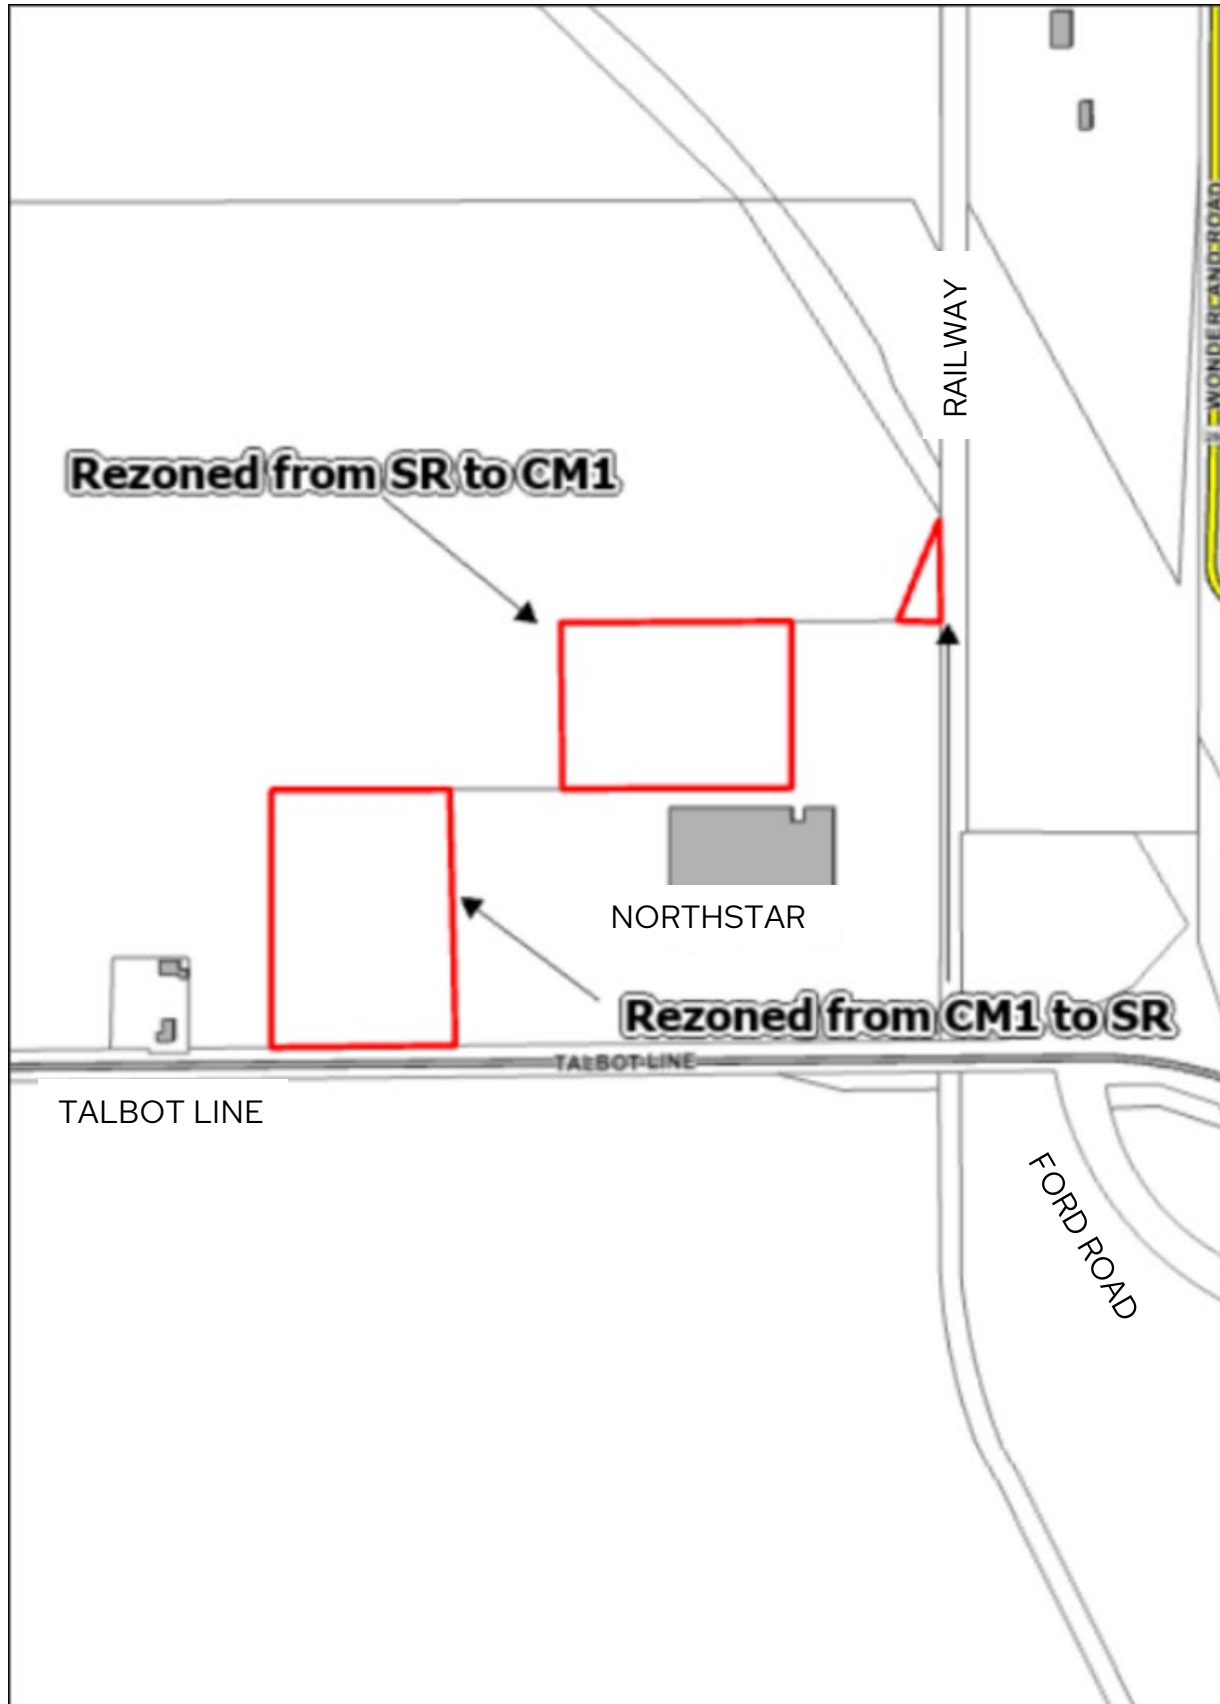 WONDERLAND ROAD
RAILWAY
Rezoned from SR to CM1
NORTHSTAR
Rezoned from CM1 to SR
TALBOT LINE
TALBOT LINE
FORD ROAD